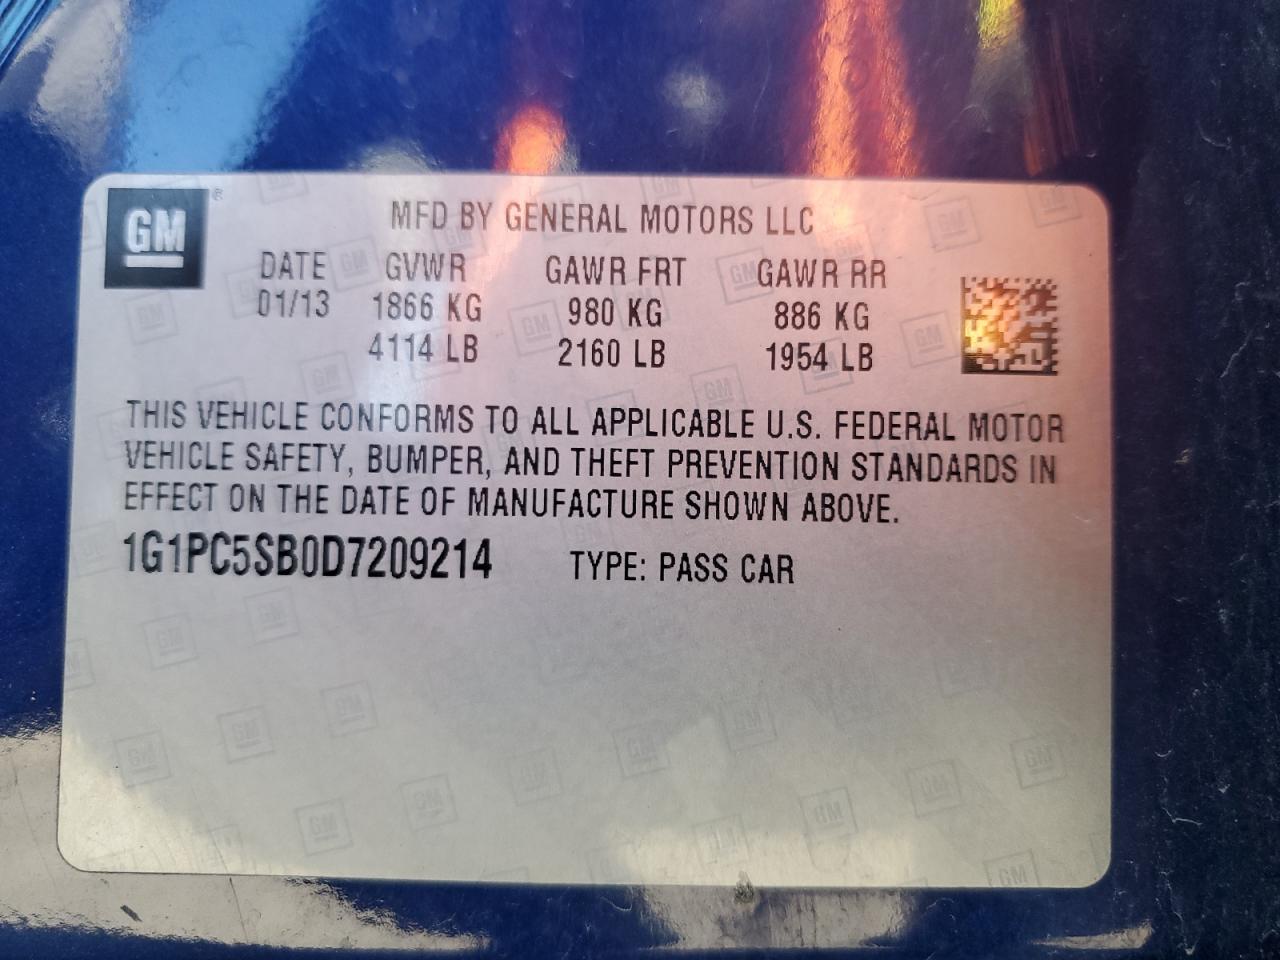 GM ®
MFD BY GENERAL MOTORS LLC
DATE GVWR GAWR FRT GAWR RR
01/13 1866 KG 980 KG 886 KG
4114 LB 2160 LB 1954 LB
THIS VEHICLE CONFORMS TO ALL APPLICABLE U.S. FEDERAL MOTOR
VEHICLE SAFETY, BUMPER, AND THEFT PREVENTION STANDARDS IN
EFFECT ON THE DATE OF MANUFACTURE SHOWN ABOVE.
1G1PC5SB0D7209214 TYPE: PASS CAR